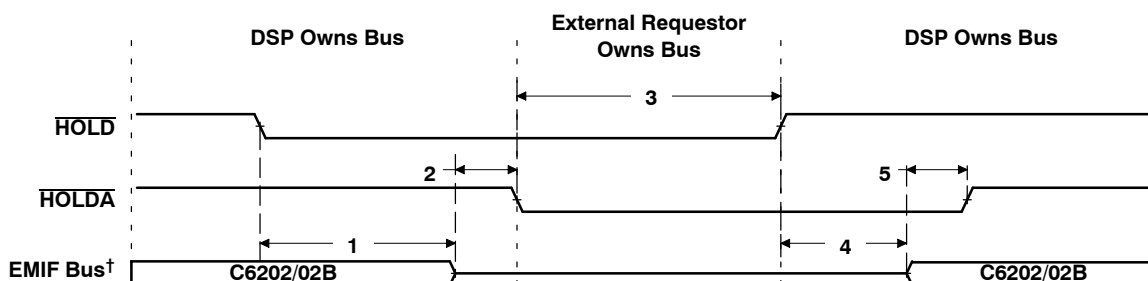 DSP Owns Bus
External Requestor
Owns Bus
DSP Owns Bus
3
HOLD
2
5
HOLDA
1
4
EMIF Bus†
C6202/02B
C6202/02B